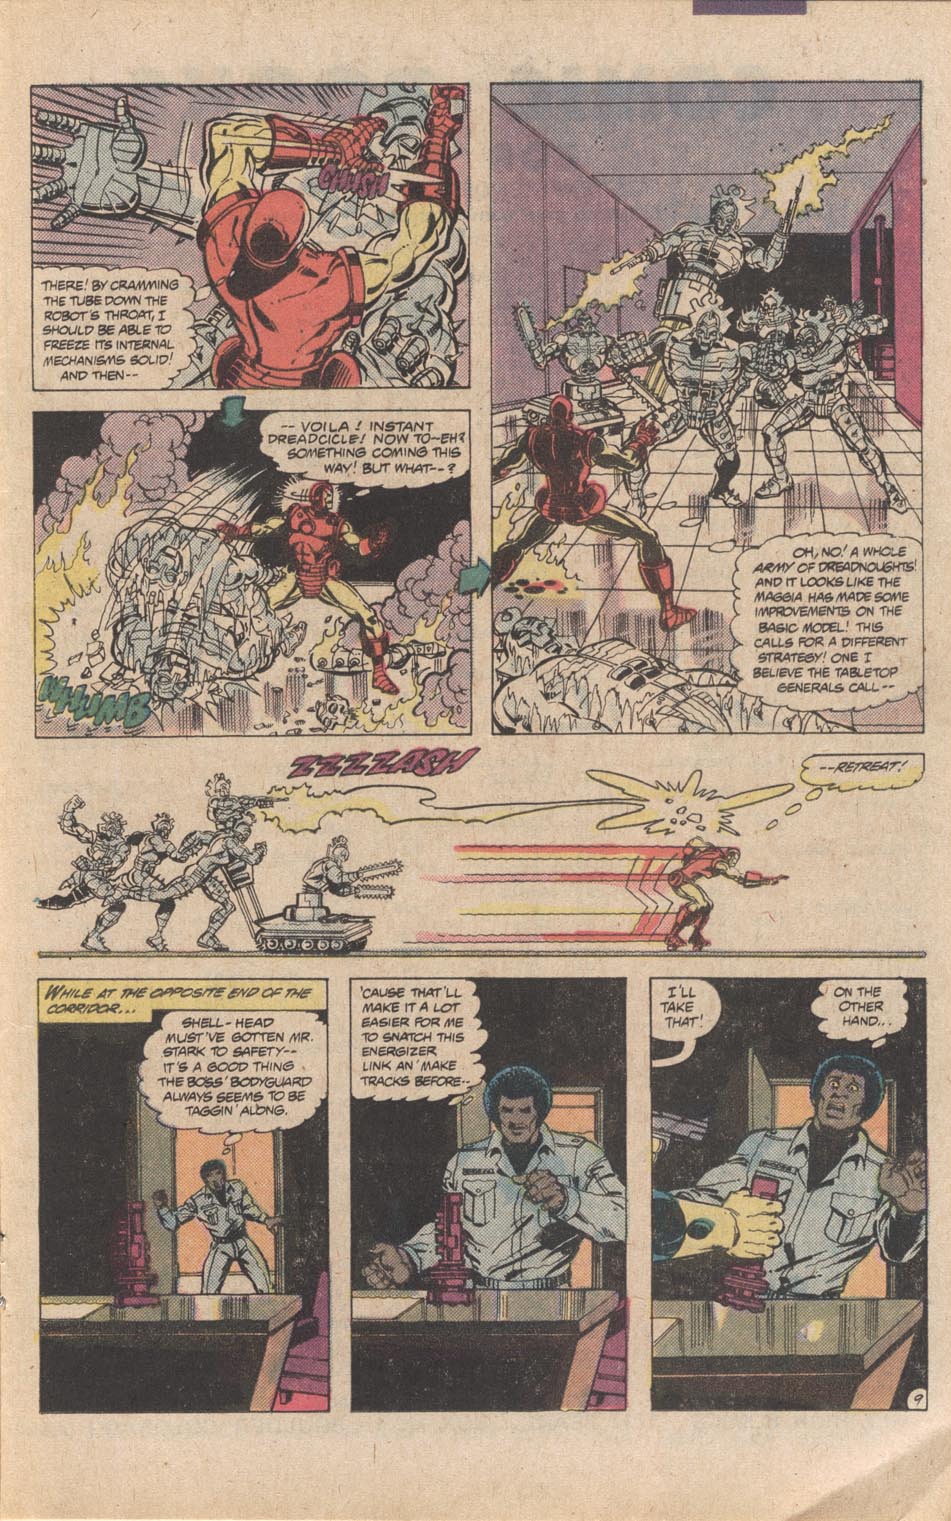 CHHSH
THERE! BY CRAMMING
THE TUBE DOWN THE
ROBOT'S THROAT, I
SHOULD BE ABLE TO
FREEZE ITS INTERNAL
MECHANISMS SOLID!
AND THEN--
-- VOILA! INSTANT
DREADCICLE! NOW TO--EH?
SOMETHING COMING THIS
WAY! BUT WHAT--?
WHUMB
OH, NO! A WHOLE
ARMY OF DREADNOUGHTS!
AND IT LOOKS LIKE THE
MAGGIA HAS MADE SOME
IMPROVEMENTS ON THE
BASIC MODEL! THIS
CALLS FOR A DIFFERENT
STRATEGY! ONE I
BELIEVE THE TABLETOP
GENERALS CALL--
ZZZZZASH
--RETREAT!
WHILE AT THE OPPOSITE END OF THE
CORRIDOR...
SHELL-HEAD
MUST'VE GOTTEN MR.
STARK TO SAFETY--
IT'S A GOOD THING
THE BOSS' BODYGUARD
ALWAYS SEEMS TO BE
TAGGIN' ALONG.
'CAUSE THAT'LL
MAKE IT A LOT
EASIER FOR ME
TO SNATCH THIS
ENERGIZER
LINK AN' MAKE
TRACKS BEFORE--
I'LL
TAKE
THAT!
ON THE
OTHER
HAND...
9